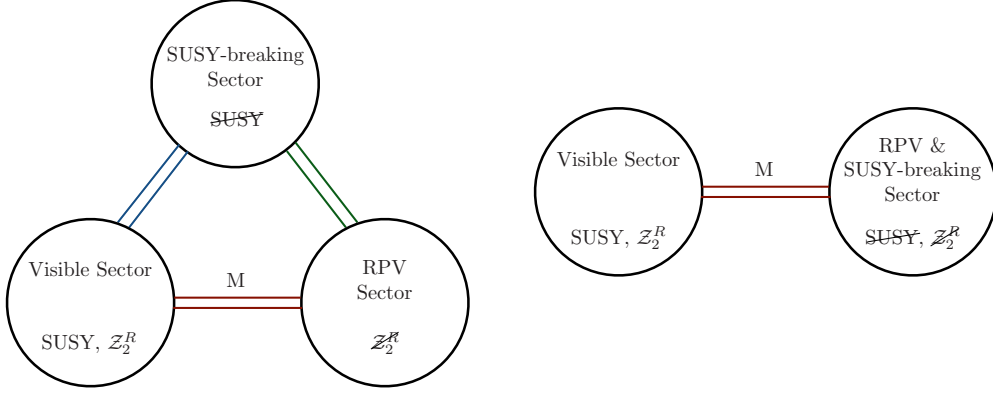 SUSY-breaking
Sector
SUSY
Visible Sector
SUSY, 𝒵₂ᴿ
M
RPV
Sector
𝒵₂ᴿ
Visible Sector
SUSY, 𝒵₂ᴿ
M
RPV &
SUSY-breaking
Sector
SUSY, 𝒵₂ᴿ